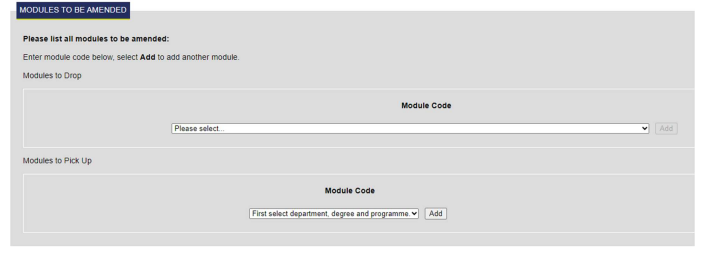 MODULES TO BE AMENDED
Please list all modules to be amended:
Enter module code below, select Add to add another module.
Modules to Drop
Module Code
Please select... Add
Modules to Pick Up
Module Code
First select department, degree and programme. Add